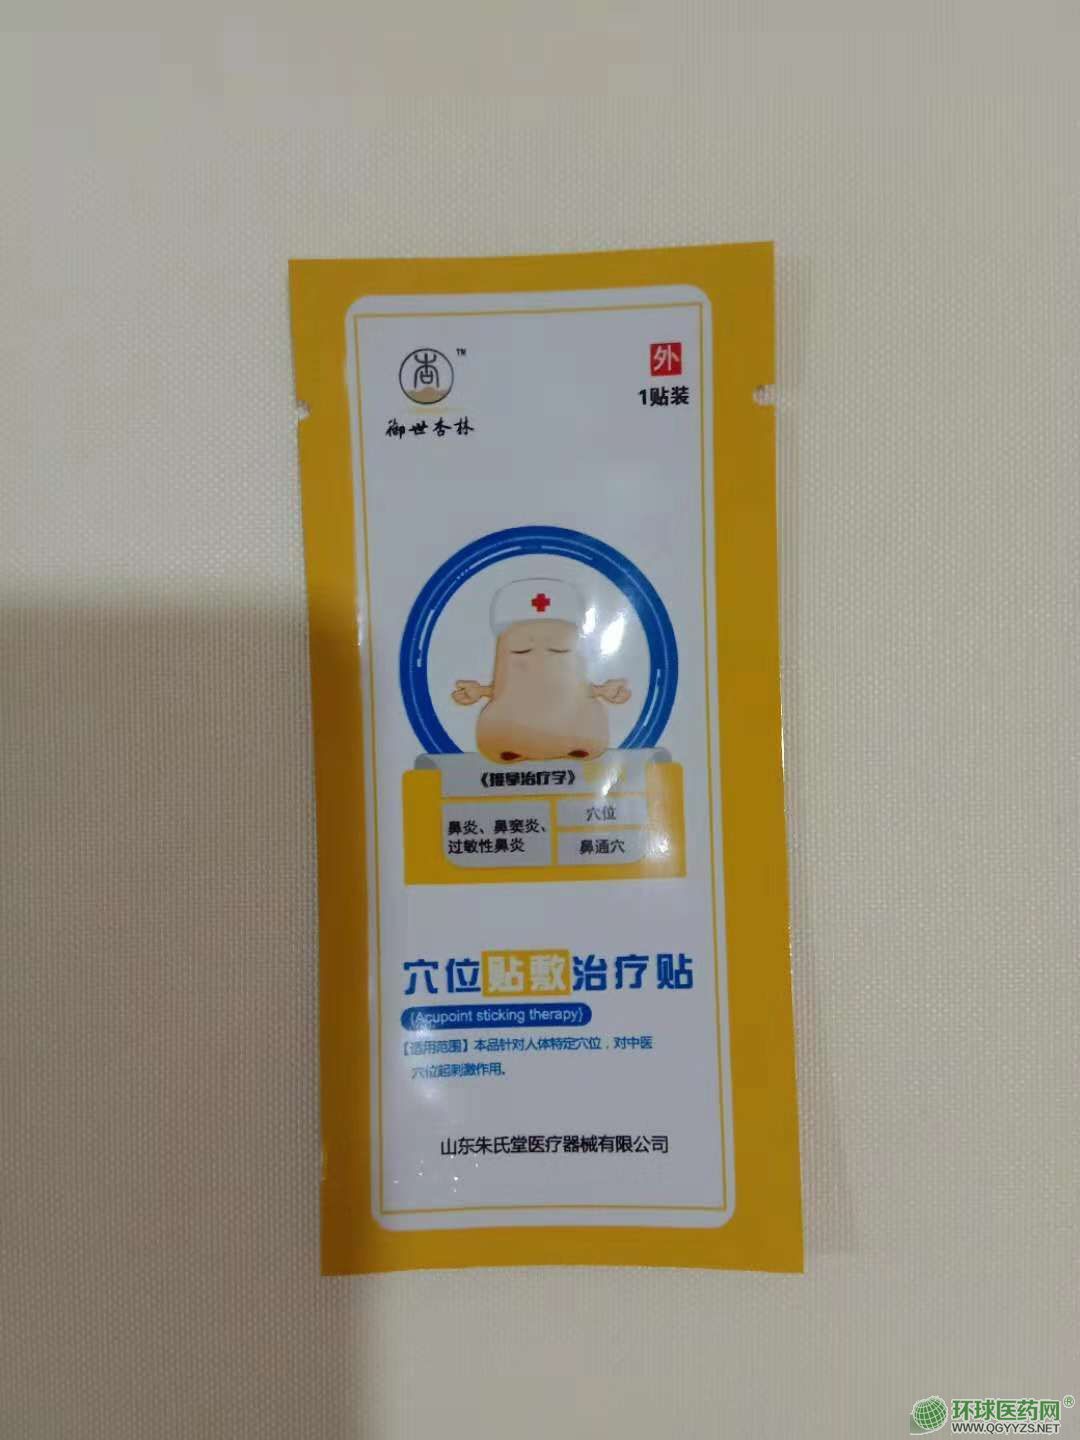 杏
TM
御世杏林
外
1贴装
《推拿治疗学》
鼻炎、鼻窦炎、
过敏性鼻炎
穴位
鼻通穴
穴位贴敷治疗贴
{Acupoint sticking therapy}
【适用范围】本品针对人体特定穴位，对中医
穴位起刺激作用。
山东朱氏堂医疗器械有限公司
环球医药网®
WWW.QGYYZS.NET